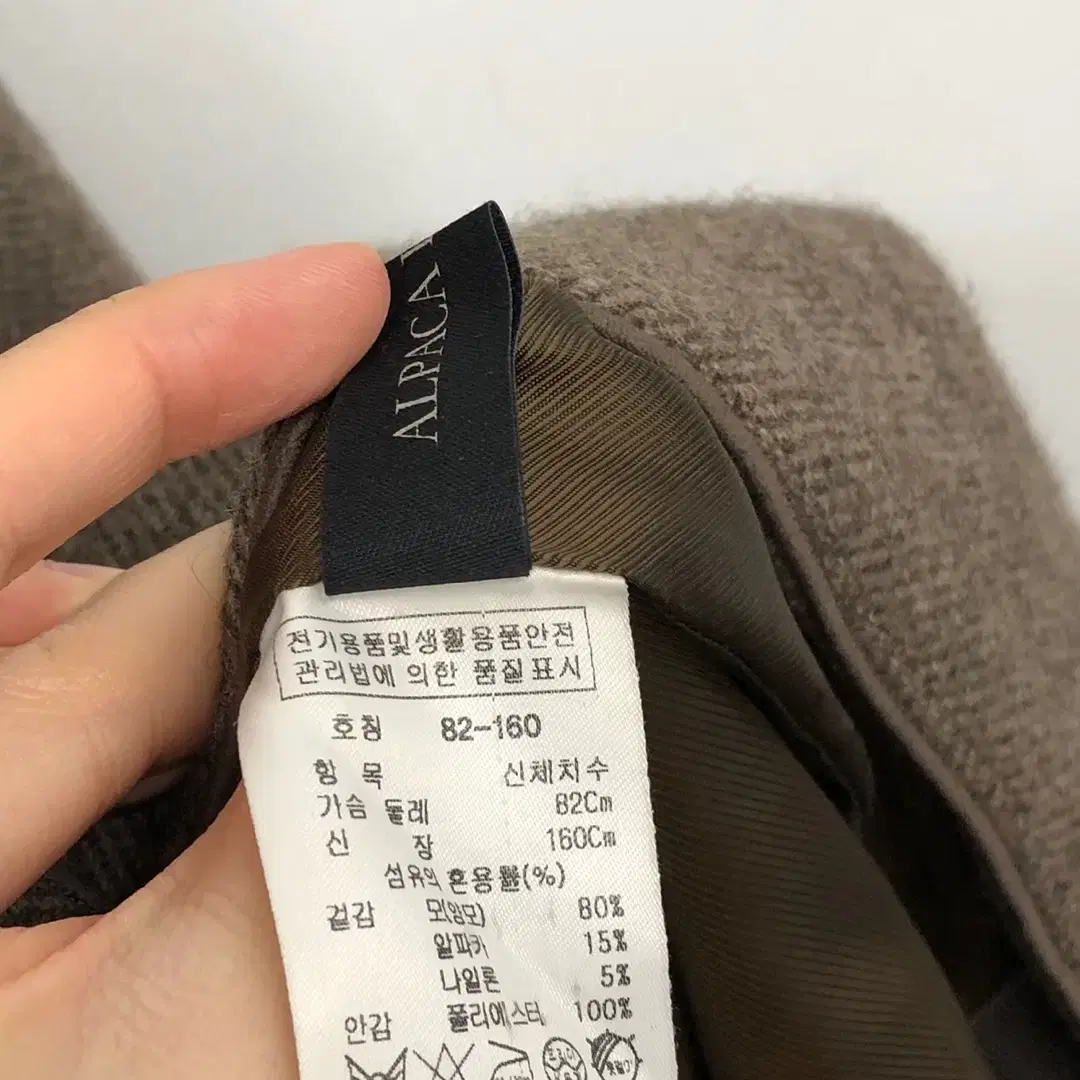 ALPACA
전기용품및생활용품안전
관리법에 의한 품질표시
호칭 82-160
항 목 신체치수
가슴 둘레 82Cm
신 장 160Cm
섬유의 혼용률(%)
겉감 모(양모) 80%
알파카 15%
나일론 5%
안감 폴리에스터 100%